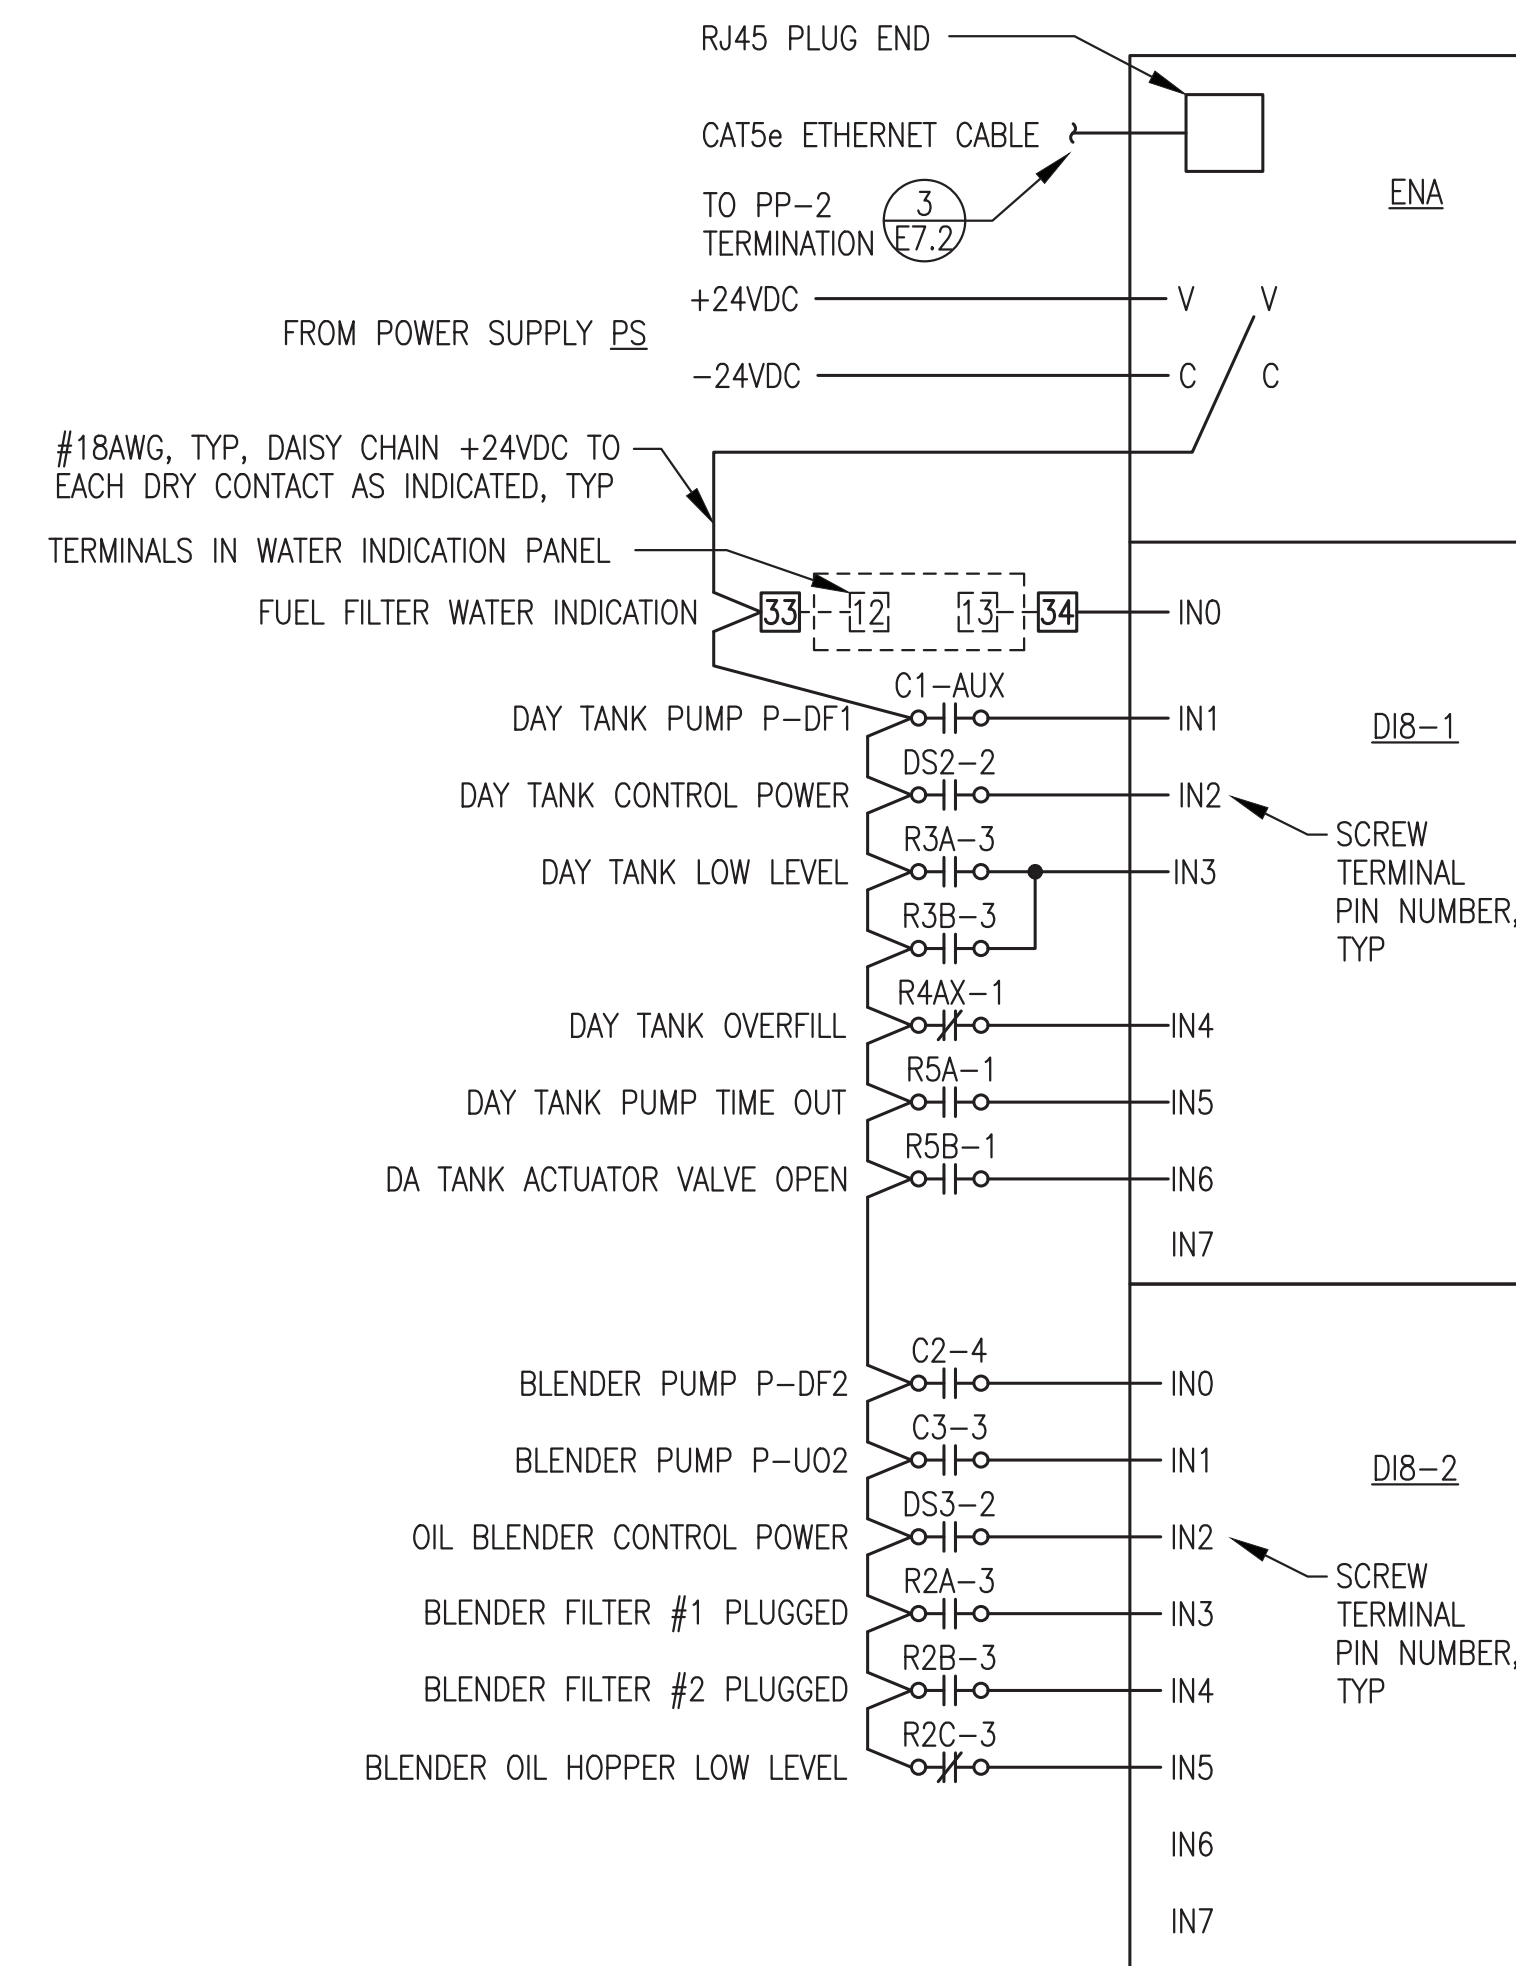 RJ45 PLUG END
CAT5e ETHERNET CABLE
ENA
TO PP-2
TERMINATION
3
E7.2
+24VDC
V V
FROM POWER SUPPLY PS
-24VDC
C C
#18AWG, TYP, DAISY CHAIN +24VDC TO
EACH DRY CONTACT AS INDICATED, TYP
TERMINALS IN WATER INDICATION PANEL
FUEL FILTER WATER INDICATION 33 12 13 34 IN0
C1-AUX
DAY TANK PUMP P-DF1 IN1
DI8-1
DS2-2
DAY TANK CONTROL POWER IN2
SCREW
TERMINAL
PIN NUMBER,
TYP
R3A-3
DAY TANK LOW LEVEL IN3
R3B-3
R4AX-1
DAY TANK OVERFILL IN4
R5A-1
DAY TANK PUMP TIME OUT IN5
R5B-1
DA TANK ACTUATOR VALVE OPEN IN6
IN7
C2-4
BLENDER PUMP P-DF2 IN0
C3-3
BLENDER PUMP P-UO2 IN1
DI8-2
DS3-2
OIL BLENDER CONTROL POWER IN2
SCREW
TERMINAL
PIN NUMBER,
TYP
R2A-3
BLENDER FILTER #1 PLUGGED IN3
R2B-3
BLENDER FILTER #2 PLUGGED IN4
R2C-3
BLENDER OIL HOPPER LOW LEVEL IN5
IN6
IN7